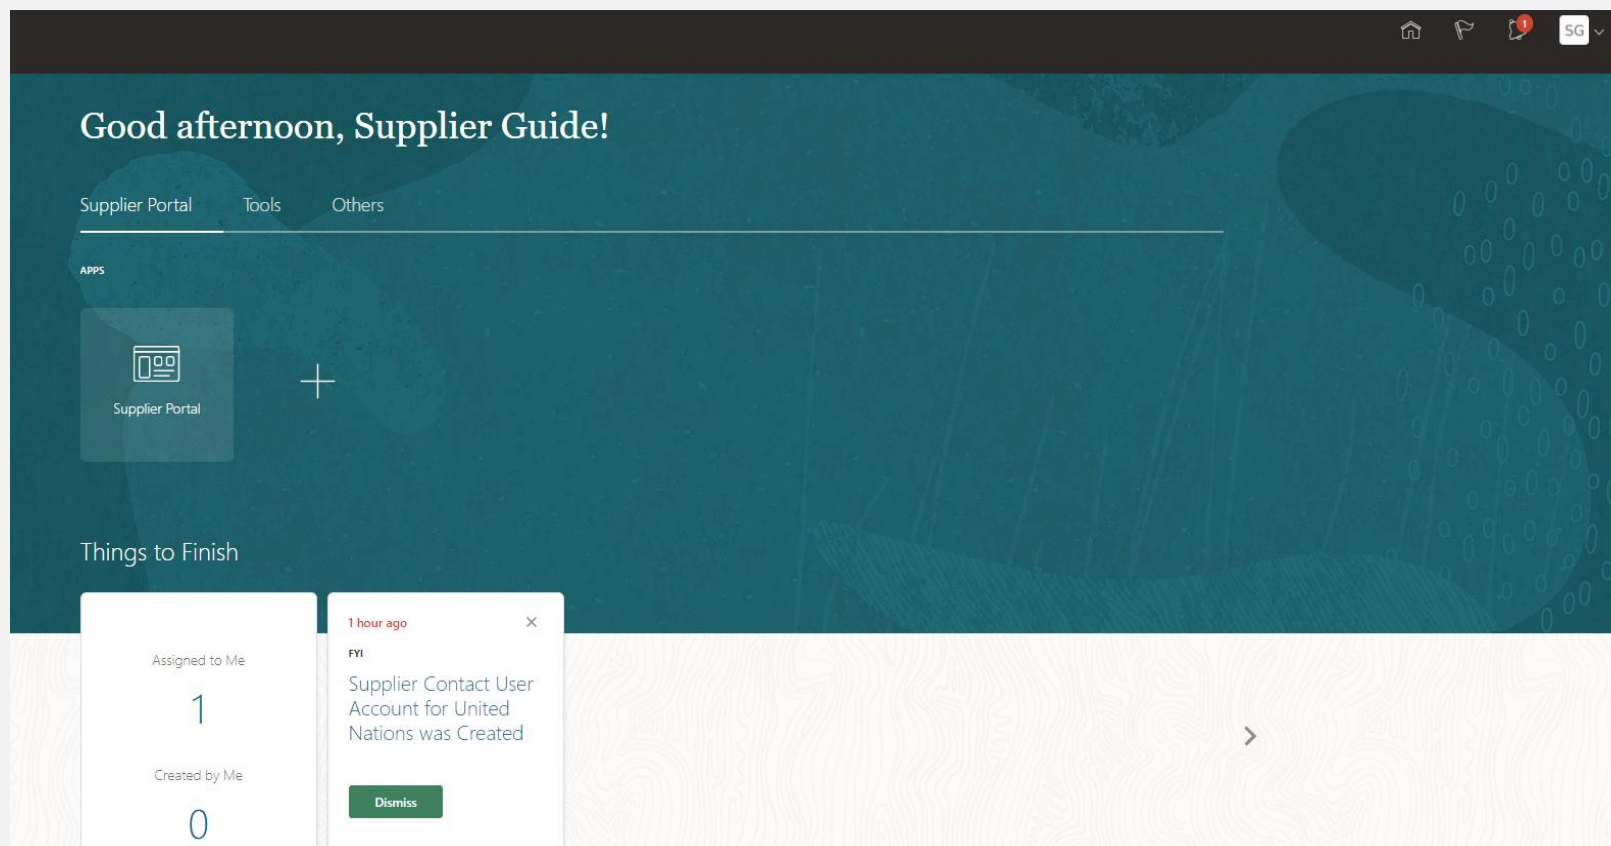 1
SG
Good afternoon, Supplier Guide!
Supplier Portal Tools Others
APPS
Supplier Portal
Things to Finish
Assigned to Me
1
Created by Me
0
1 hour ago
FYI
Supplier Contact User
Account for United
Nations was Created
Dismiss